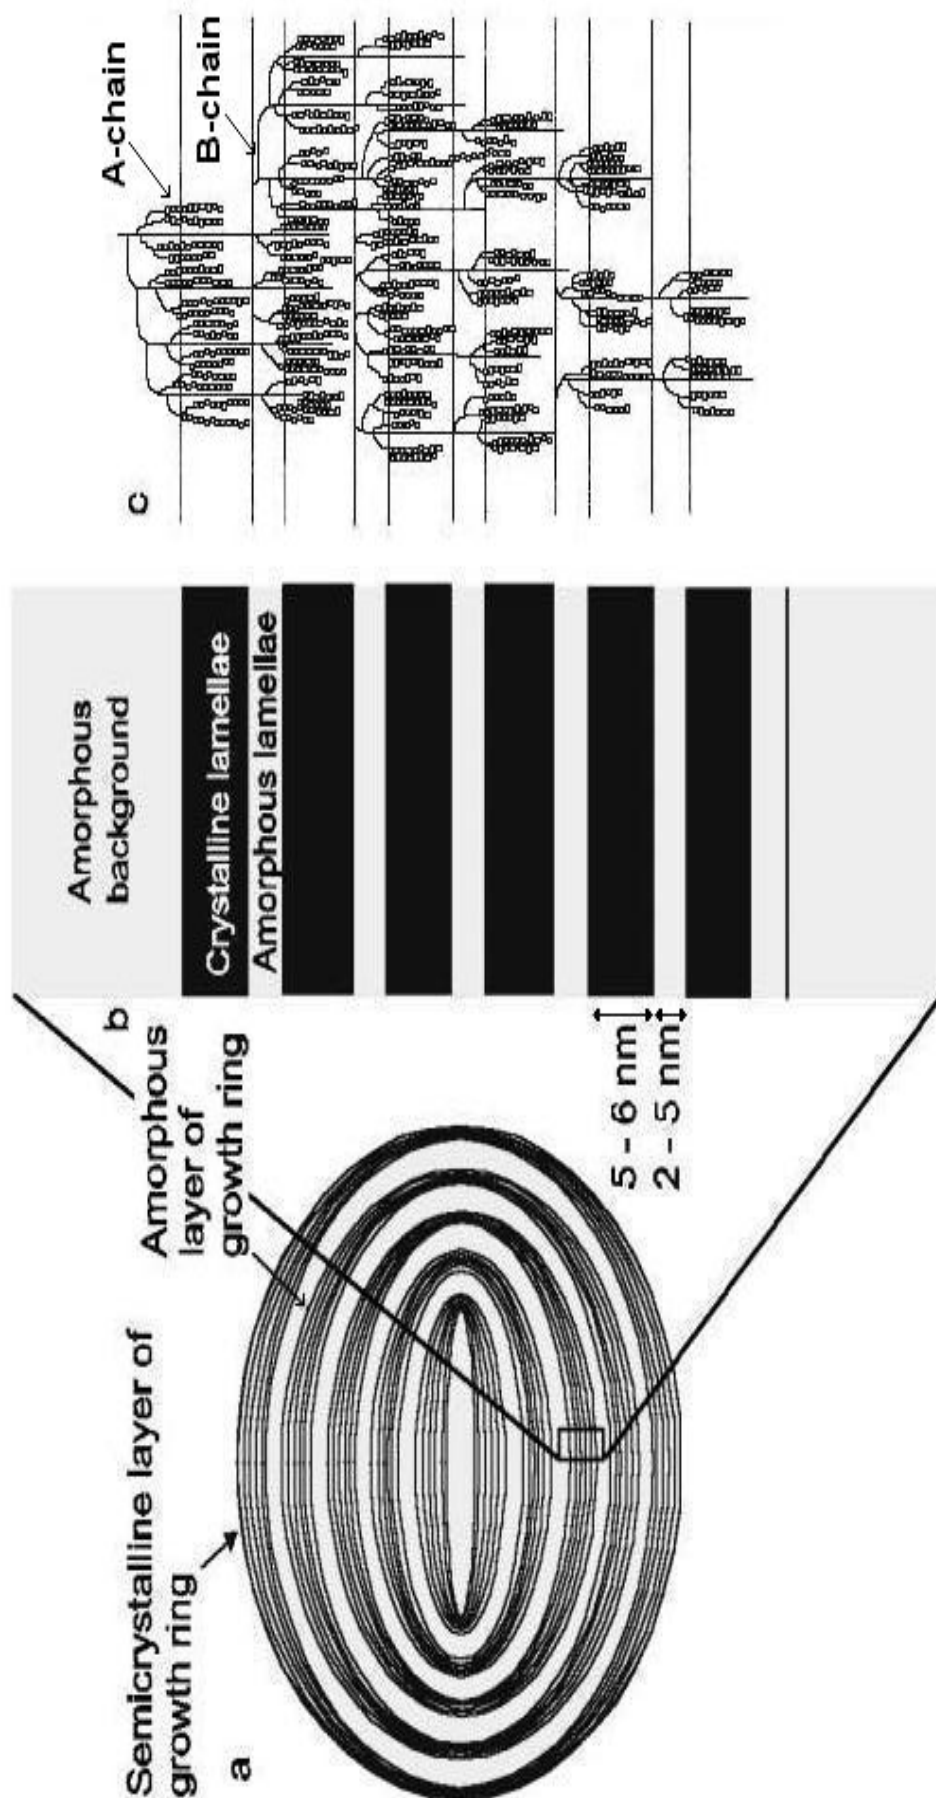 Semicrystalline layer of
growth ring
a
Amorphous
layer of
growth ring
b
Amorphous
background
Crystalline lamellae
Amorphous lamellae
5 - 6 nm
2 - 5 nm
c
A-chain
B-chain